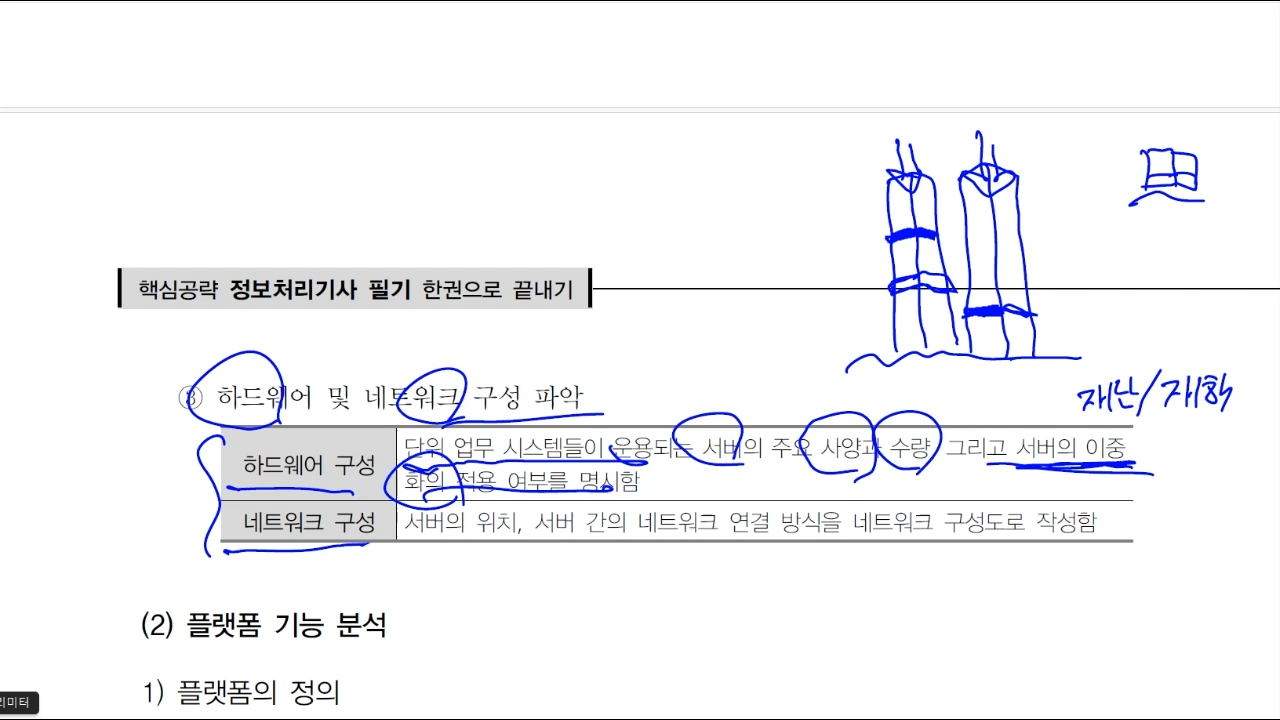 핵심공략 정보처리기사 필기 한권으로 끝내기
재난/재해
③ 하드웨어 및 네트워크 구성 파악
하드웨어 구성
단위 업무 시스템들이 운용되는 서버의 주요 사양과 수량, 그리고 서버의 이중
화의 적용 여부를 명시함
네트워크 구성
서버의 위치, 서버 간의 네트워크 연결 방식을 네트워크 구성도로 작성함
(2) 플랫폼 기능 분석
1) 플랫폼의 정의
리미터